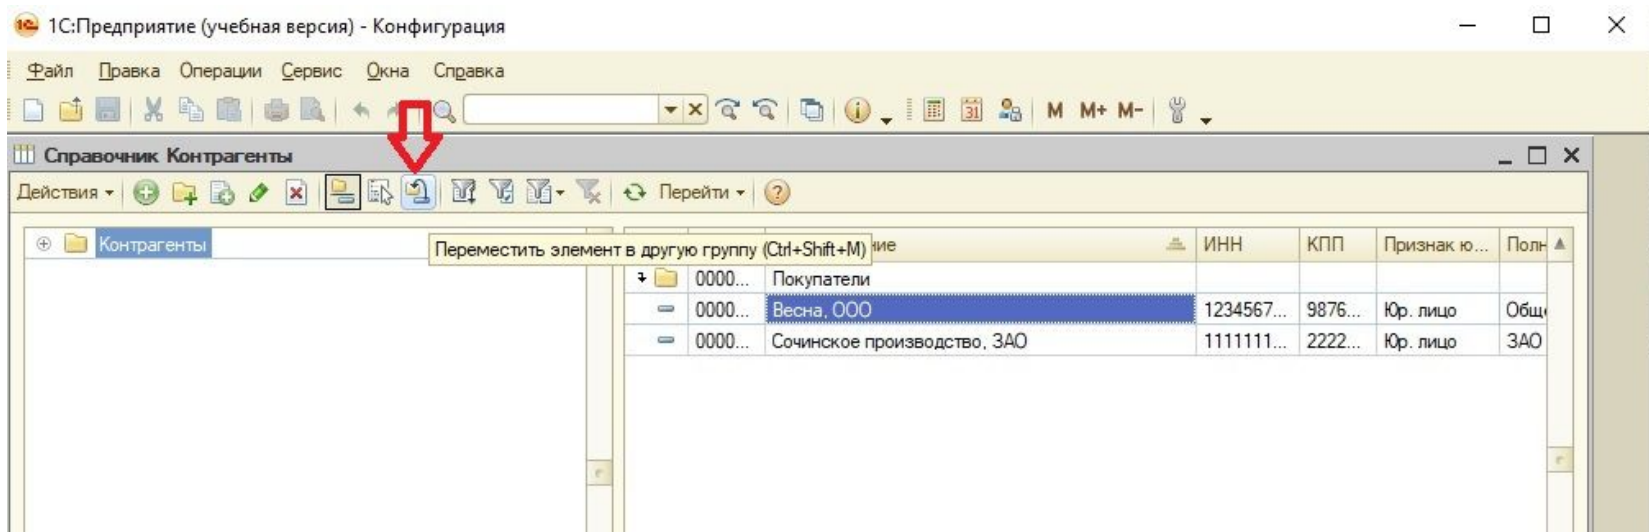 1С:Предприятие (учебная версия) - Конфигурация
Файл Правка Операции Сервис Окна Справка
31 M M+ M-
Справочник Контрагенты
Действия Перейти
Контрагенты
Переместить элемент в другую группу (Ctrl+Shift+M) ние ИНН КПП Признак ю... Полн
0000... Покупатели
0000... Весна, ООО 1234567... 9876... Юр. лицо Общ
0000... Сочинское производство, ЗАО 1111111... 2222... Юр. лицо ЗАО